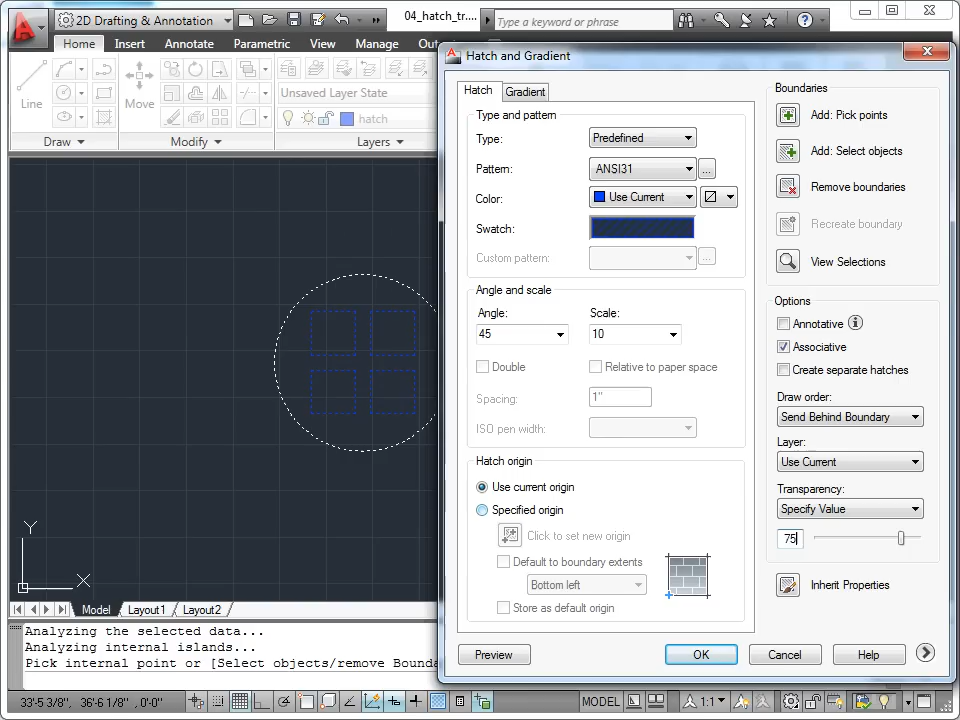 2D Drafting & Annotation
04_hatch_tr....
Type a keyword or phrase
Home Insert Annotate Parametric View Manage
Line
Move
Unsaved Layer State
hatch
Draw Modify Layers
Hatch and Gradient
Hatch Gradient
Type and pattern
Type: Predefined
Pattern: ANSI31 ...
Color: Use Current
Swatch:
Custom pattern: ...
Angle and scale
Angle: Scale:
45 10
Double Relative to paper space
Spacing: 1"
ISO pen width:
Hatch origin
Use current origin
Specified origin
Click to set new origin
Default to boundary extents
Bottom left
Store as default origin
Boundaries
Add: Pick points
Add: Select objects
Remove boundaries
Recreate boundary
View Selections
Options
Annotative
Associative
Create separate hatches
Draw order:
Send Behind Boundary
Layer:
Use Current
Transparency:
Specify Value
75
Inherit Properties
Preview OK Cancel Help
Y
X
Model Layout1 Layout2
Analyzing the selected data...
Analyzing internal islands...
Pick internal point or [Select objects/remove Bounda
33'-5 3/8", 36'-6 1/8" ,0'-0" MODEL 1:1